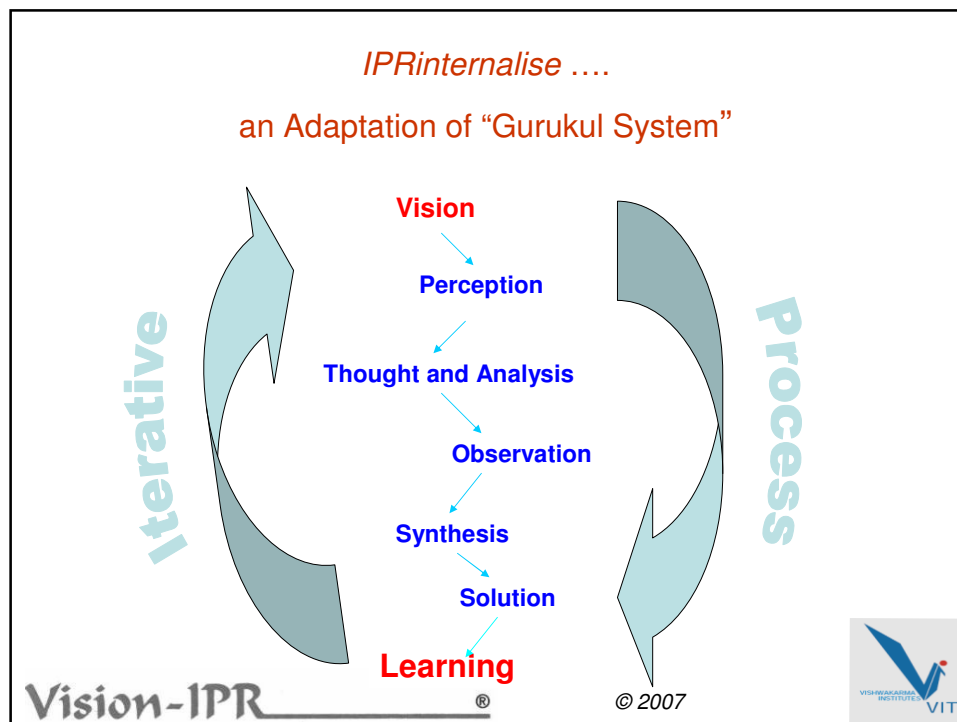 IPRinternalise ....
an Adaptation of “Gurukul System”
Vision
Perception
Thought and Analysis
Observation
Synthesis
Solution
Learning
Iterative
Process
Vision-IPR ®
© 2007
VISHWAKARMA
INSTITUTES
VIT